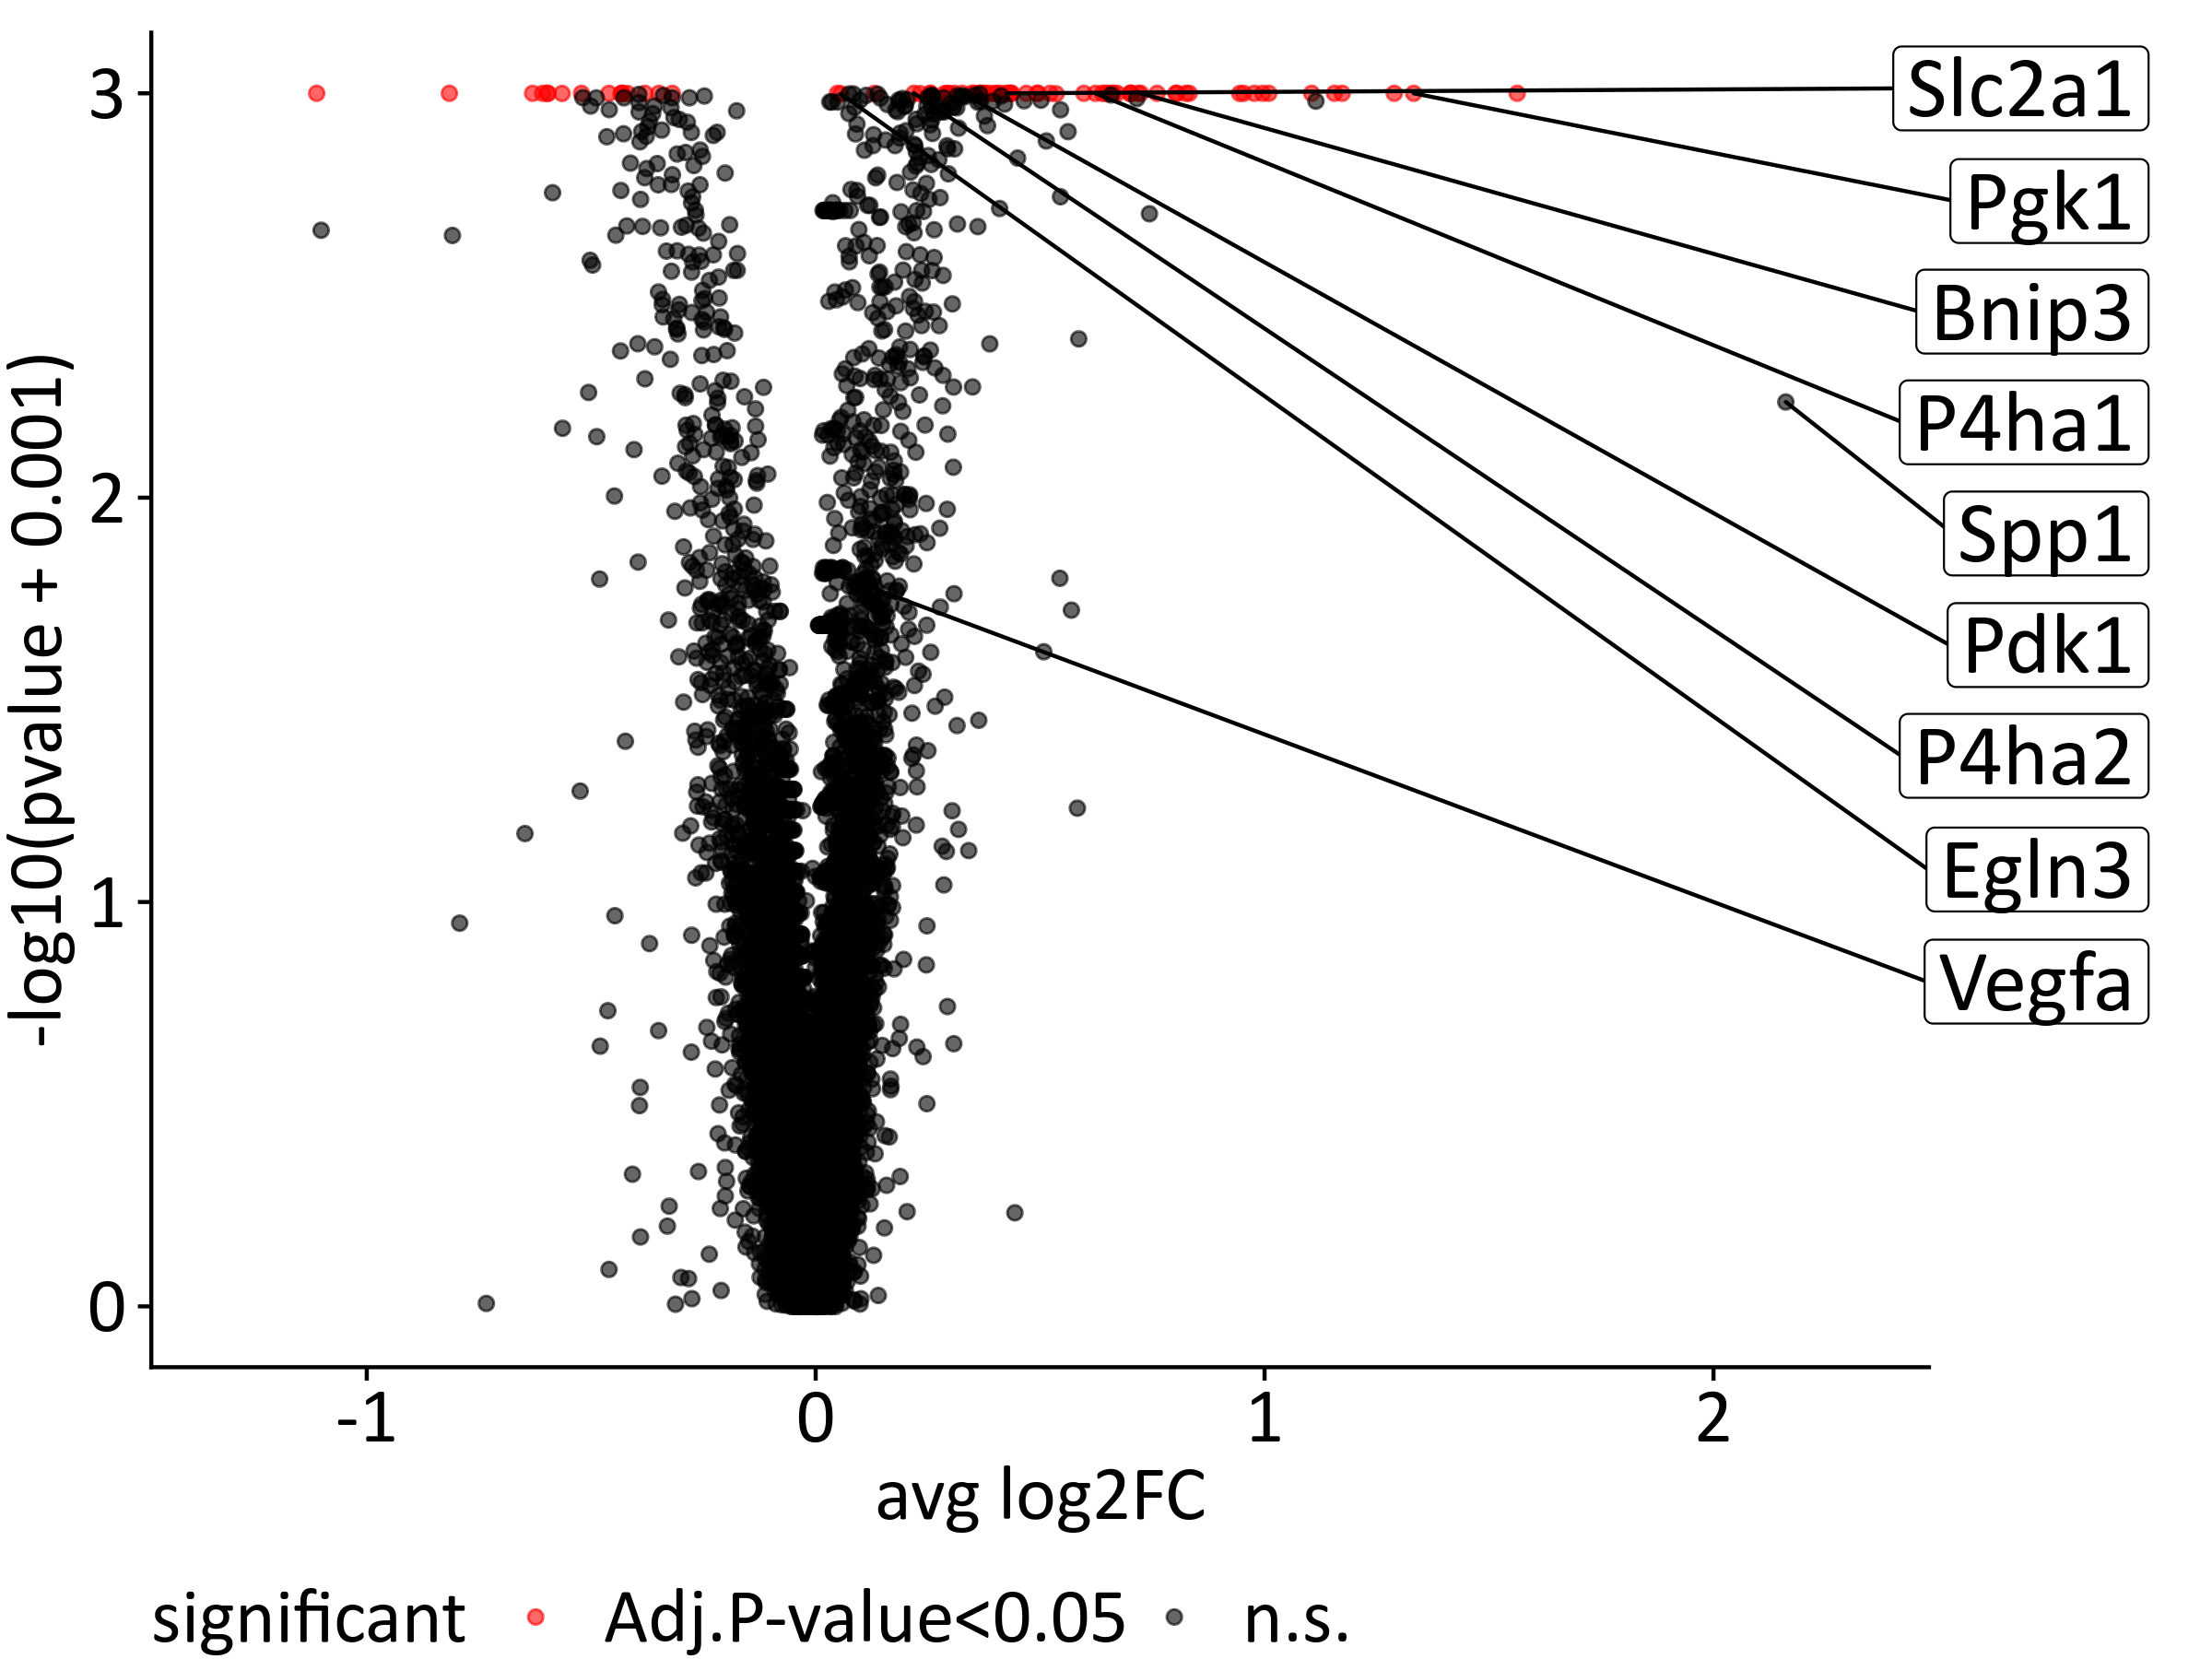 Slc2a1
Pgk1
Bnip3
P4ha1
Spp1
Pdk1
P4ha2
Egln3
Vegfa
-log10(pvalue + 0.001)
3
2
1
0
-1
0
1
2
avg log2FC
significant Adj.P-value<0.05 n.s.